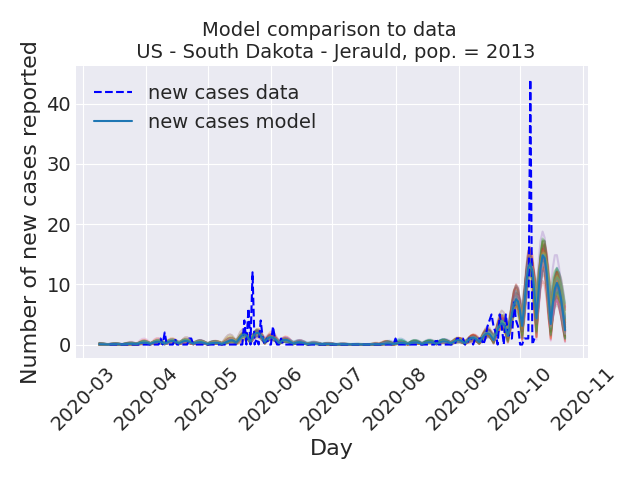 Model comparison to data
US - South Dakota - Jerauld, pop. = 2013
Number of new cases reported
40
30
20
10
0
new cases data
new cases model
2020-03
2020-04
2020-05
2020-06
2020-07
2020-08
2020-09
2020-10
2020-11
Day